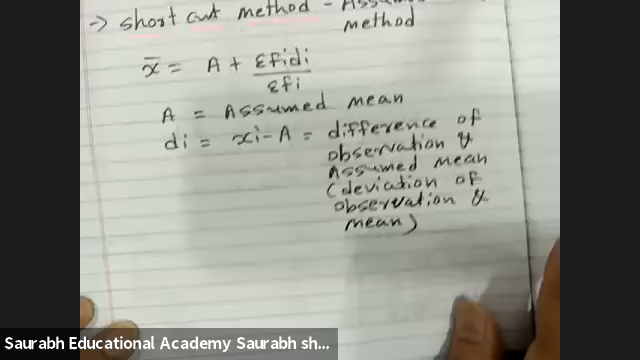 → short cut method - Assu
method
x̄ = A + Σfidi
Σfi
A = Assumed mean
di = xi-A = difference of
observation &
Assumed mean
(deviation of
observation &
mean)
Saurabh Educational Academy Saurabh sh...